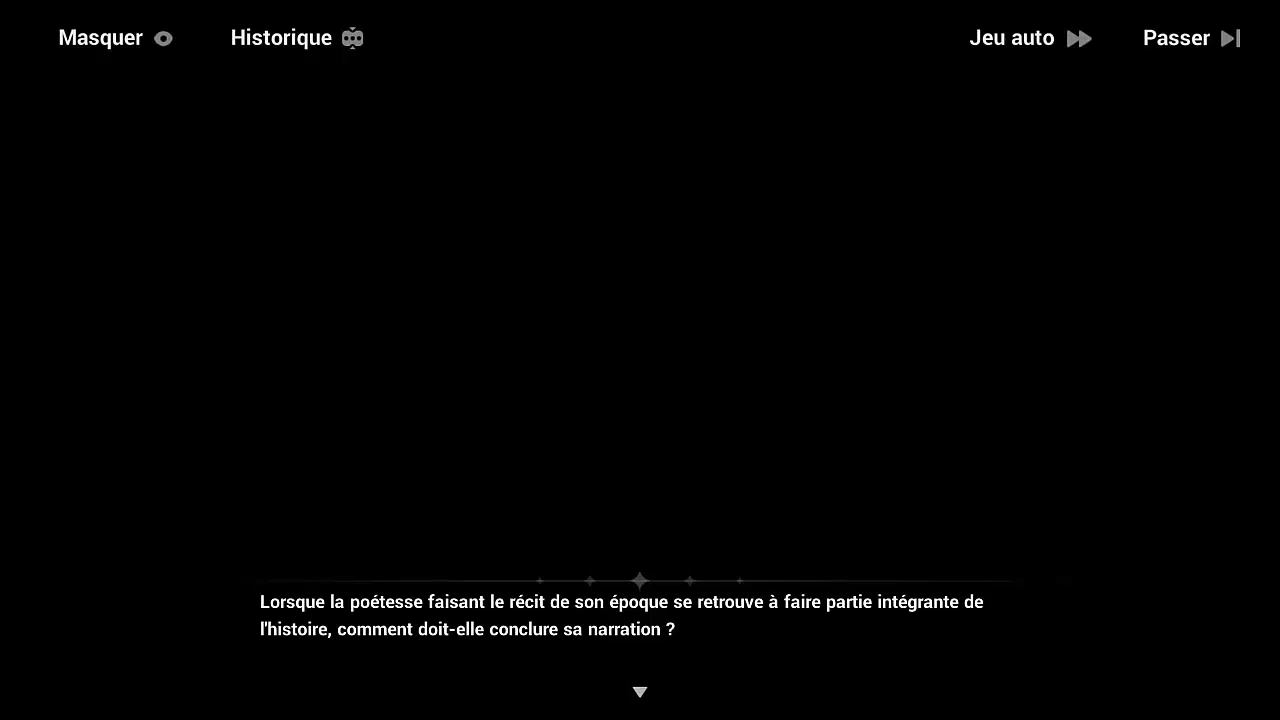 Masquer Historique Jeu auto Passer
Lorsque la poétesse faisant le récit de son époque se retrouve à faire partie intégrante de
l'histoire, comment doit-elle conclure sa narration ?